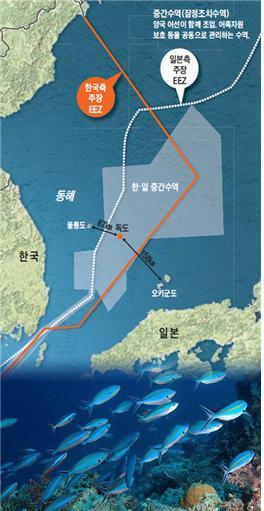 중간수역(잠정조치수역)
양국 어선이 함께 조업. 어족자원
보호 등을 공동으로 관리하는 수역.
한국측
주장
EEZ
일본측
주장
EEZ
동해
한·일 중간수역
울릉도
87㎞
독도
158㎞
오키군도
한국
일본